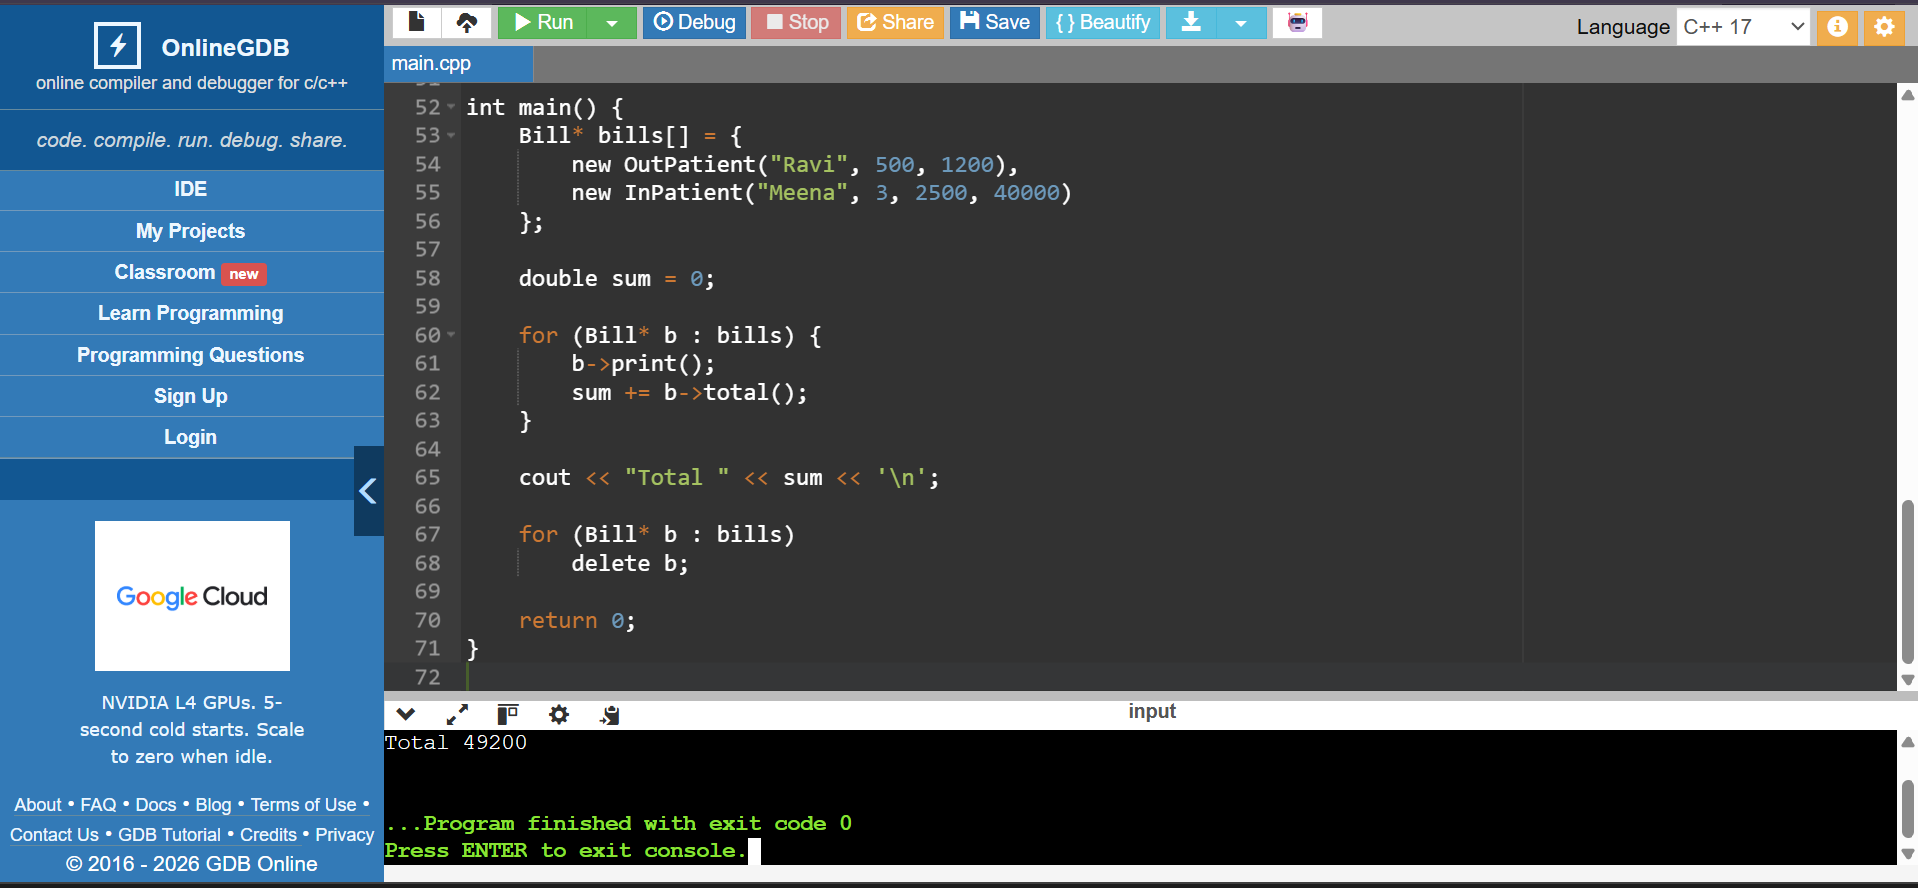 OnlineGDB
online compiler and debugger for c/c++
code. compile. run. debug. share.
IDE
My Projects
Classroom new
Learn Programming
Programming Questions
Sign Up
Login
Google Cloud
NVIDIA L4 GPUs. 5-
second cold starts. Scale
to zero when idle.
About • FAQ • Docs • Blog • Terms of Use •
Contact Us • GDB Tutorial • Credits • Privacy
© 2016 - 2026 GDB Online
Run Debug Stop Share Save { } Beautify Language C++ 17
main.cpp
52 int main() {
53     Bill* bills[] = {
54         new OutPatient("Ravi", 500, 1200),
55         new InPatient("Meena", 3, 2500, 40000)
56     };
57
58     double sum = 0;
59
60     for (Bill* b : bills) {
61         b->print();
62         sum += b->total();
63     }
64
65     cout << "Total " << sum << '\n';
66
67     for (Bill* b : bills)
68         delete b;
69
70     return 0;
71 }
72
input
Total 49200
...Program finished with exit code 0
Press ENTER to exit console.